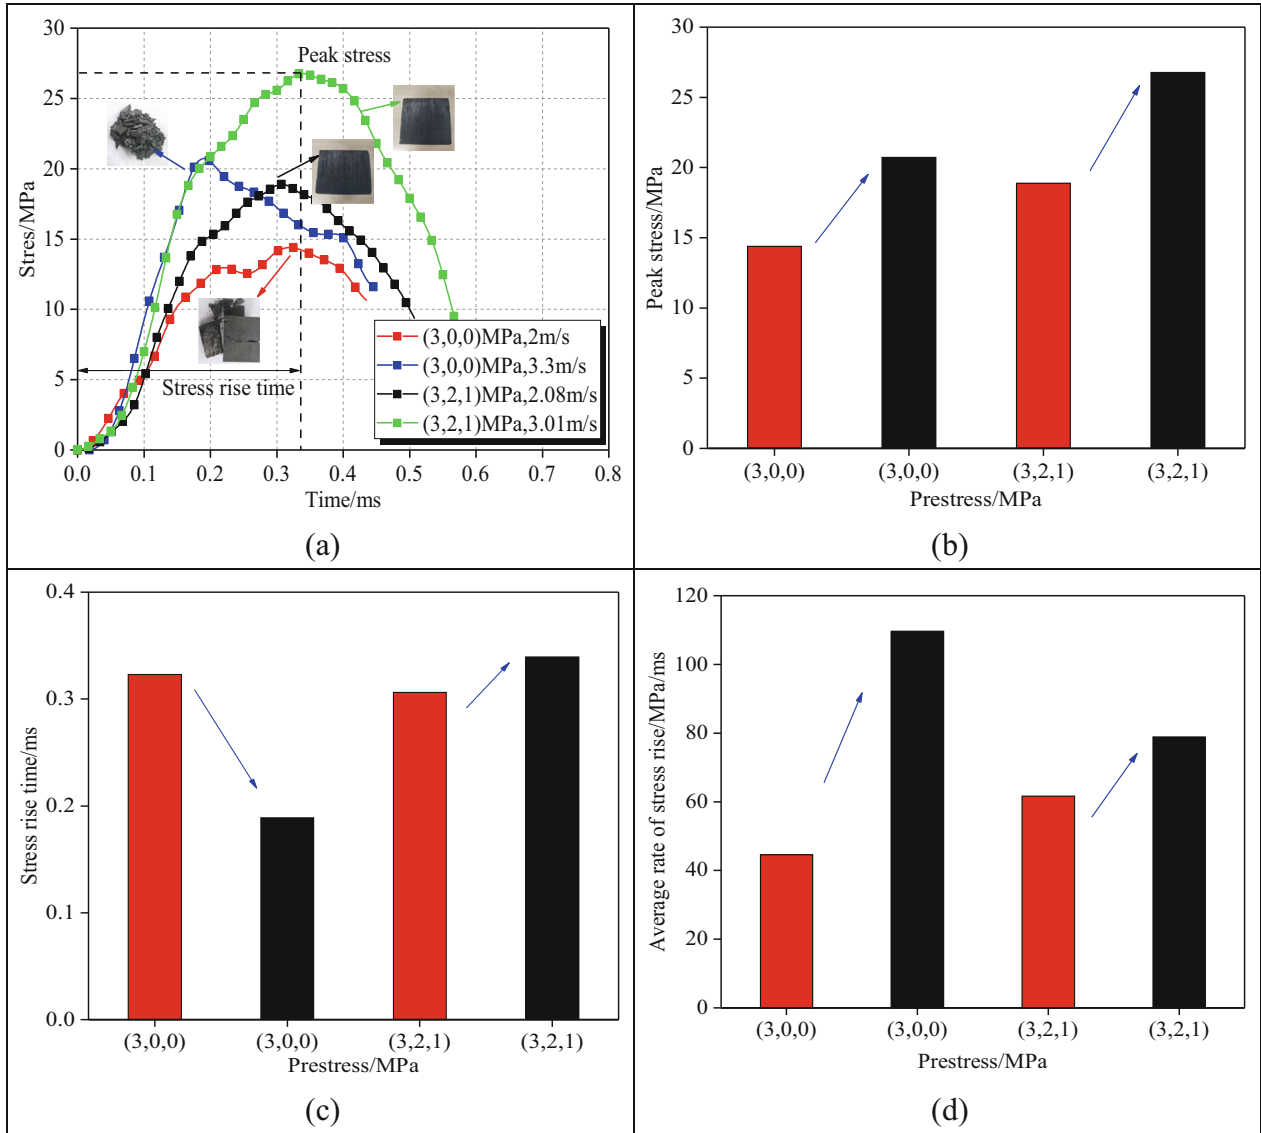 30
25
20
15
10
5
0
Stres/MPa
Peak stress
Stress rise time
(3,0,0)MPa,2m/s
(3,0,0)MPa,3.3m/s
(3,2,1)MPa,2.08m/s
(3,2,1)MPa,3.01m/s
0.0 0.1 0.2 0.3 0.4 0.5 0.6 0.7 0.8
Time/ms
(a)
30
25
20
15
10
5
0
Peak stress/MPa
(3,0,0) (3,0,0) (3,2,1) (3,2,1)
Prestress/MPa
(b)
0.4
0.3
0.2
0.1
0.0
Stress rise time/ms
(3,0,0) (3,0,0) (3,2,1) (3,2,1)
Prestress/MPa
(c)
120
100
80
60
40
20
0
Average rate of stress rise/MPa/ms
(3,0,0) (3,0,0) (3,2,1) (3,2,1)
Prestress/MPa
(d)